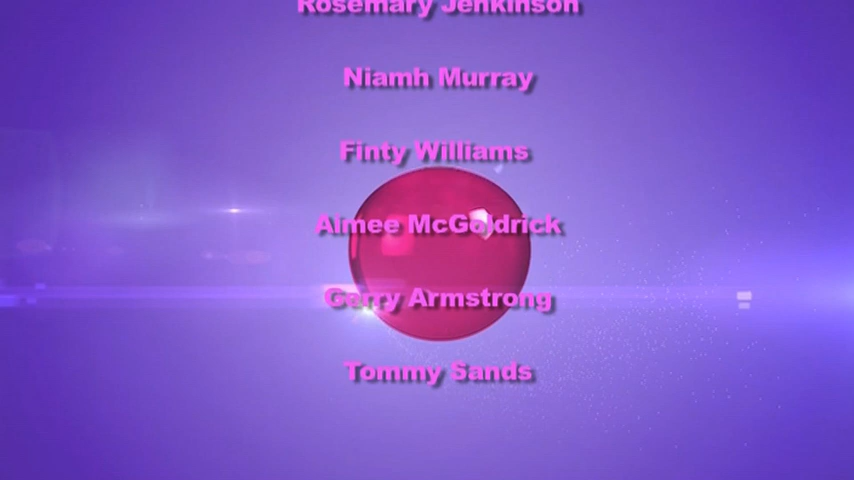 Rosemary Jenkinson
Niamh Murray
Finty Williams
Aimee McGoldrick
Gerry Armstrong
Tommy Sands